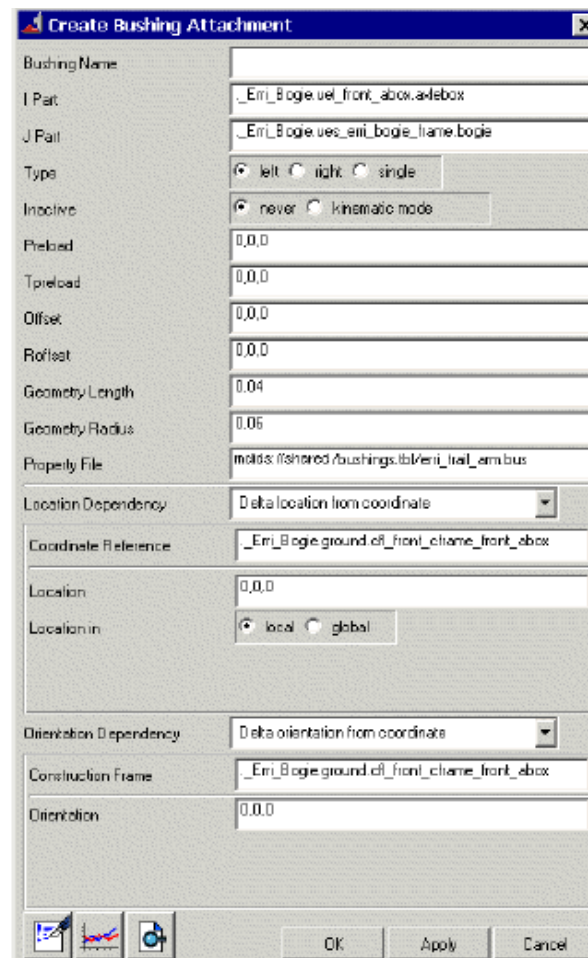 Create Bushing Attachment
Bushing Name
I Part ._Erri_Bogie.uel_front_abox.axlebox
J Part ._Erri_Bogie.ues_erri_bogie_frame.bogie
Type left right single
Inactive never kinematic mode
Preload 0,0,0
Tpreload 0,0,0
Offset 0,0,0
Roffset 0,0,0
Geometry Length 0.04
Geometry Radius 0.06
Property File mdids://shared/bushings.tbl/erri_trail_arm.bus
Location Dependency Delta location from coordinate
Coordinate Reference ._Erri_Bogie.ground.cfl_front_cframe_front_abox
Location 0,0,0
Location in local global
Orientation Dependency Delta orientation from coordinate
Construction Frame ._Erri_Bogie.ground.cfl_front_cframe_front_abox
Orientation 0.0.0
OK Apply Cancel